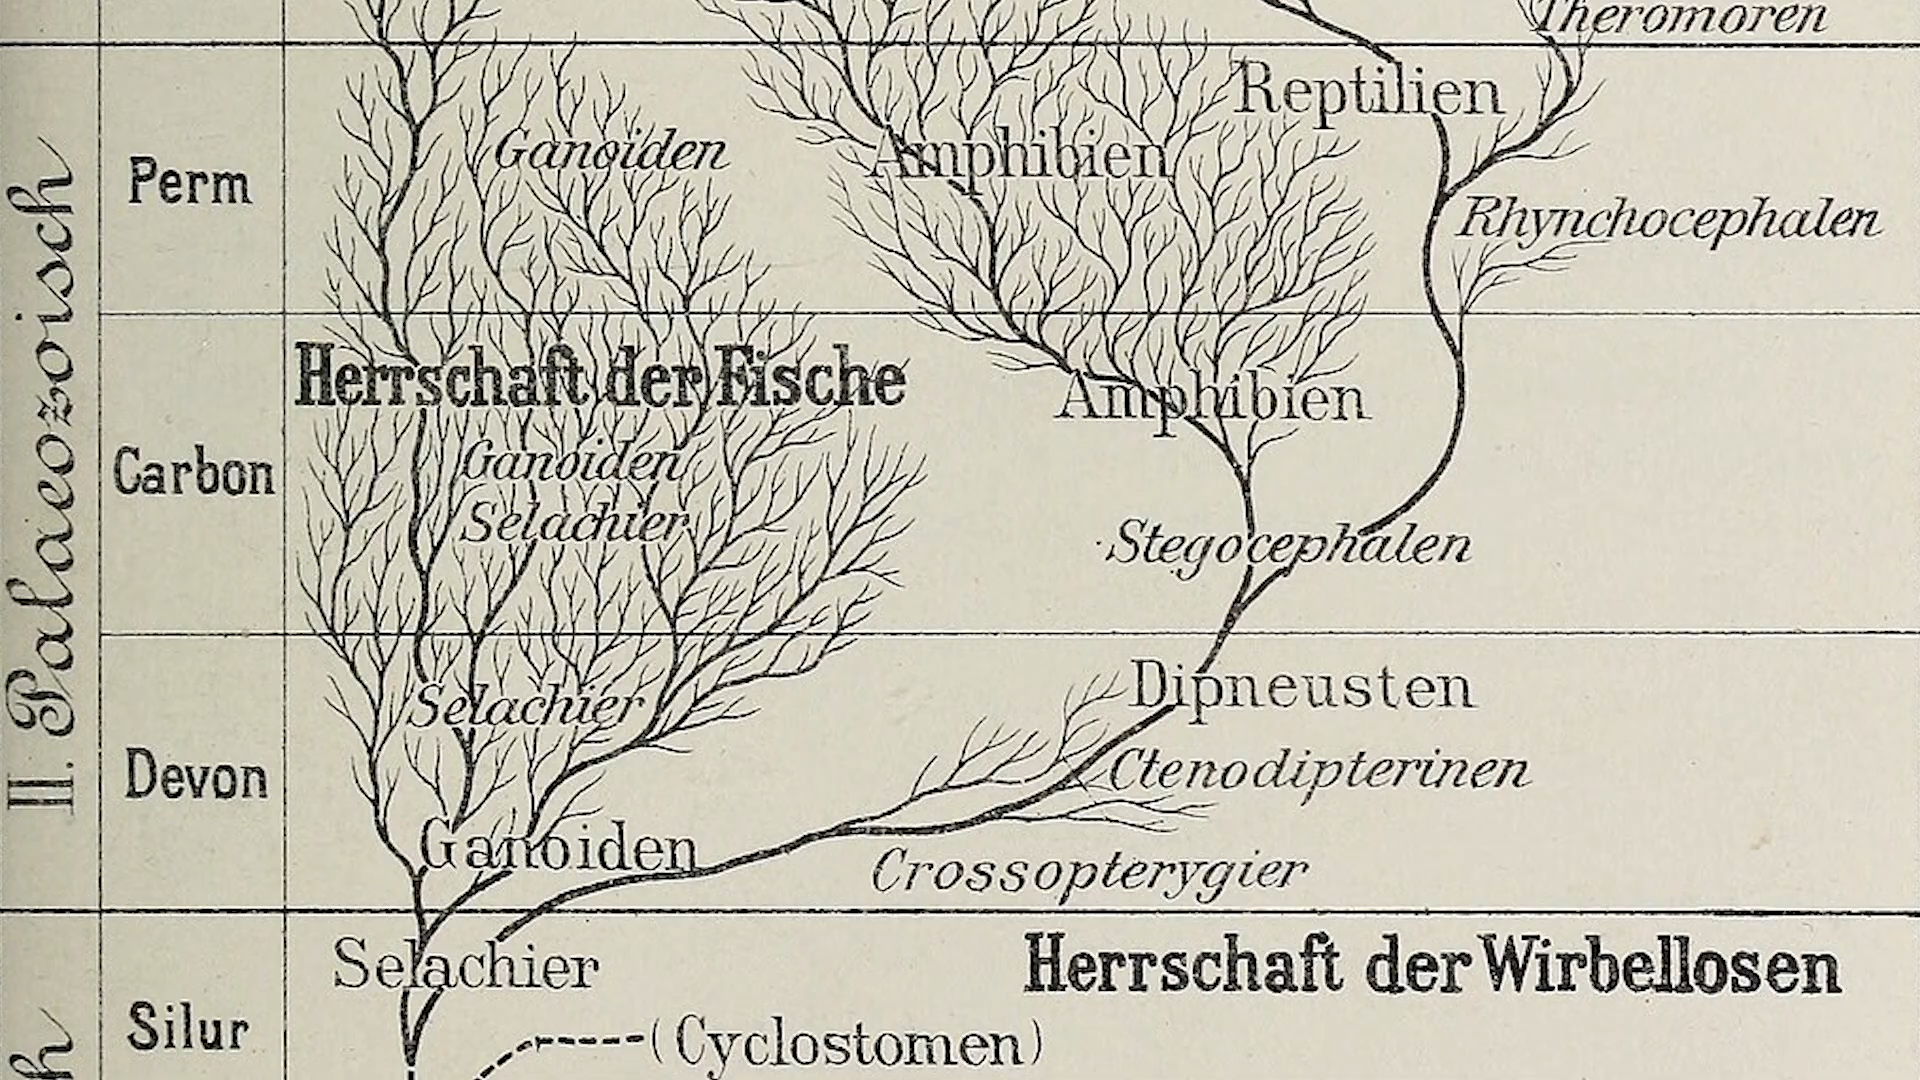 Theromoren
Reptilien
Ganoiden
Amphibien
Perm
Rhynchocephalen
II. Palaeozoisch
Herrschaft der Fische
Amphibien
Ganoiden
Carbon
Selachier
Stegocephalen
Dipneusten
Selachier
Devon
Ctenodipterinen
Ganoiden
Crossopterygier
Selachier
Herrschaft der Wirbellosen
Silur
(Cyclostomen)
h